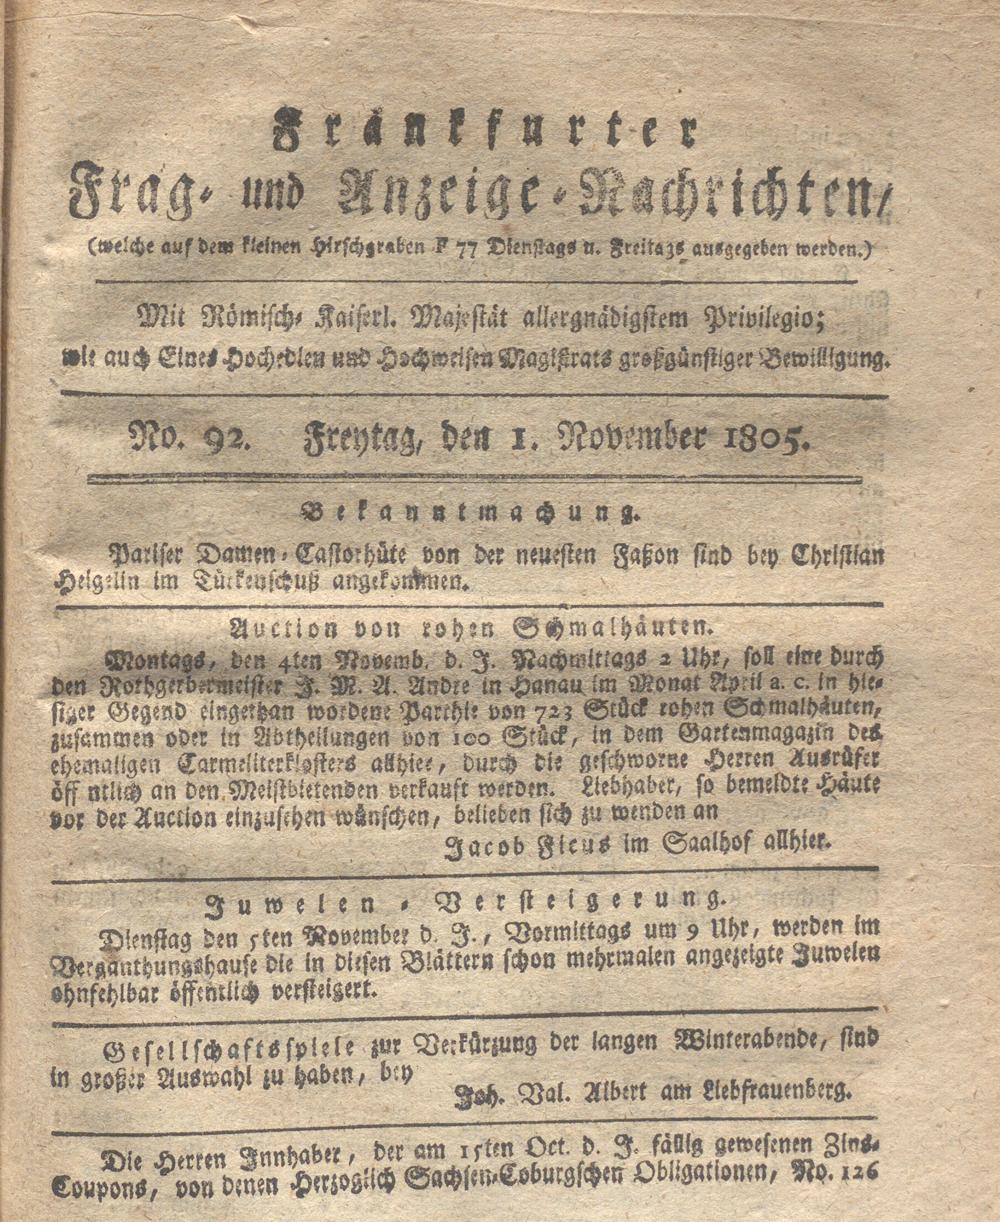 Frankfurter
Frag- und Anzeige-Nachrichten,
(welche auf dem kleinen Hirschgraben F 77 Dienstags u. Freitags ausgegeben werden.)
Mit Römisch-Kaiserl. Majestät allergnädigstem Privilegio;
wie auch Eines Hochedlen und Hochweisen Magistrats großgünstiger Bewilligung.
No. 92. Freytag, den 1. November 1805.
Bekanntmachung.
Pariser Damen-Castorhüte von der neuesten Faßon sind bey Christian
Heigelin im Türkenschuß angekommen.
Auction von rohen Schmalhäuten.
Montags, den 4ten Novemb. d. J. Nachmittags 2 Uhr, soll eine durch
den Rothgerbermeister J. M. A. Andre in Hanau im Monat April a. c. in hie-
siger Gegend eingethan wordene Parthie von 723 Stück rohen Schmalhäuten,
zusammen oder in Abtheilungen von 100 Stück, in dem Gartenmagazin des
ehemaligen Carmeliterklosters allhier, durch die geschworne Herren Ausrüfer
öff ntlich an den Meistbietenden verkauft werden. Liebhaber, so bemeldte Häute
vor der Auction einzusehen wünschen, belieben sich zu wenden an
Jacob Ficus im Saalhof allhier.
Juwelen-Versteigerung.
Dienstag den 5ten November d. J., Vormittags um 9 Uhr, werden im
Verganthungshause die in diesen Blättern schon mehrmalen angezeigte Juwelen
ohnfehlbar öffentlich versteigert.
Gesellschaftsspiele zur Verkürzung der langen Winterabende, sind
in großer Auswahl zu haben, bey
Joh. Val. Albert am Liebfrauenberg.
Die Herren Innhaber, der am 15ten Oct. d. J. fällig gewesenen Zins-
Coupons, von denen Herzoglich Sachsen-Coburgschen Obligationen, No. 126